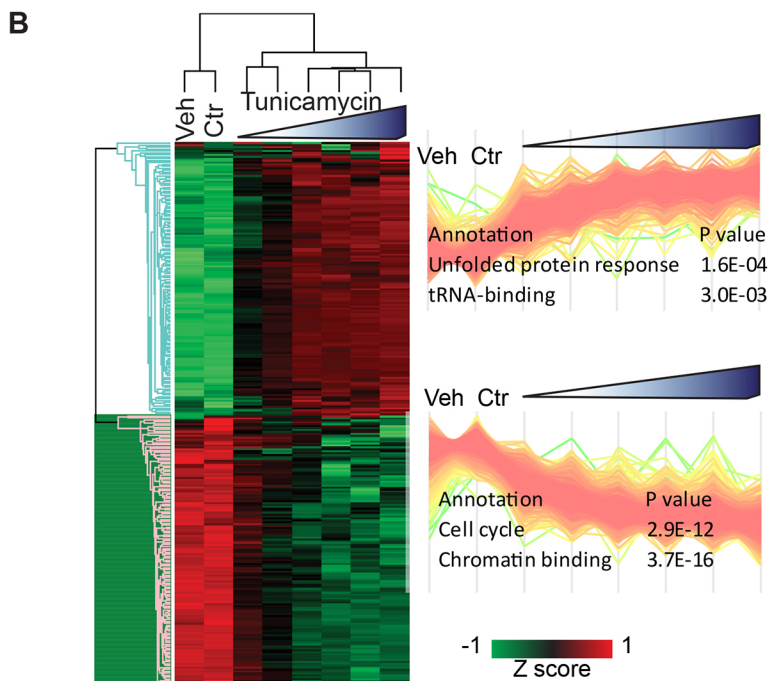 B
Veh
Ctr
Tunicamycin
Veh Ctr
Annotation P value
Unfolded protein response 1.6E-04
tRNA-binding 3.0E-03
Veh Ctr
Annotation P value
Cell cycle 2.9E-12
Chromatin binding 3.7E-16
-1 1
Z score